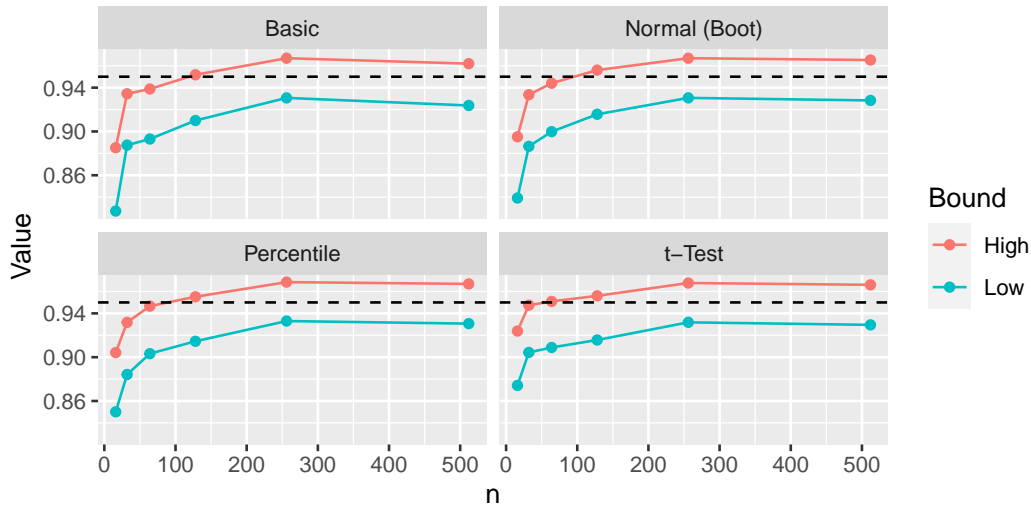 Basic
Normal (Boot)
0.94
0.90
0.86
Percentile
t−Test
0.94
0.90
0.86
0 100 200 300 400 500
0 100 200 300 400 500
n
Value
Bound
High
Low